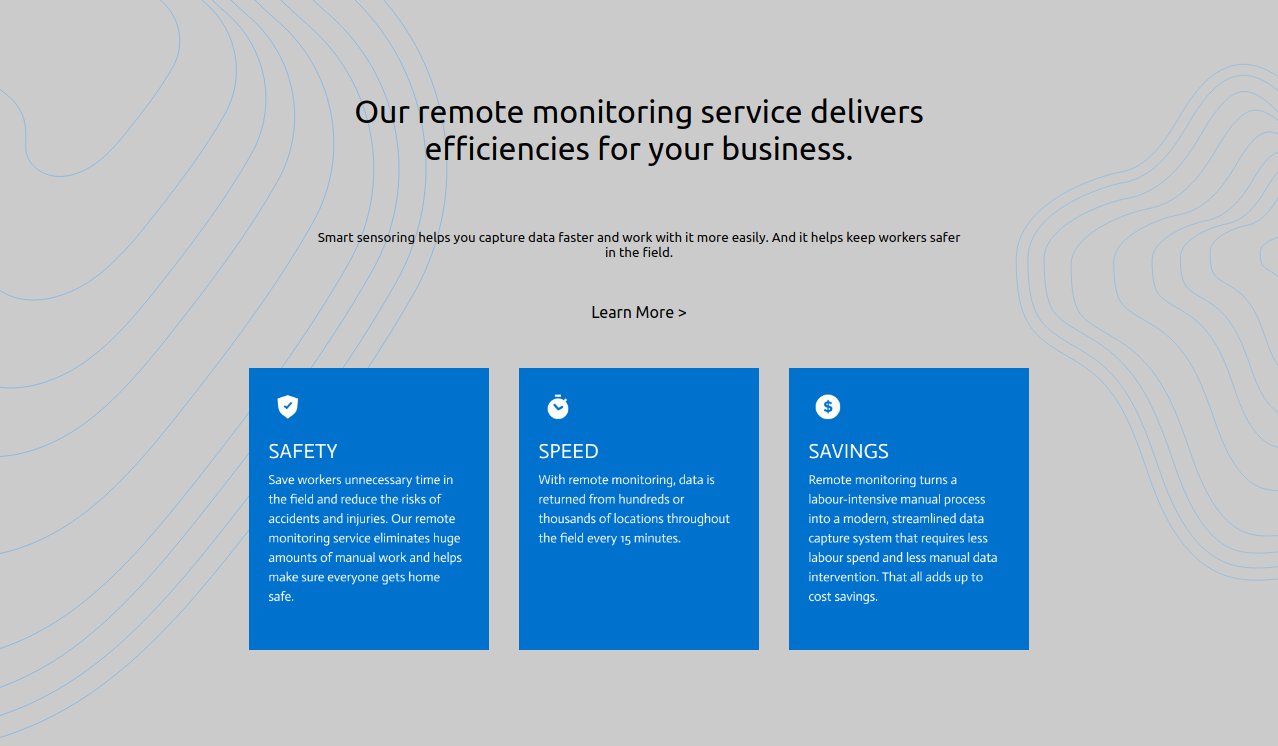 Our remote monitoring service delivers
efficiencies for your business.
Smart sensoring helps you capture data faster and work with it more easily. And it helps keep workers safer
in the field.
Learn More >
SAFETY
Save workers unnecessary time in
the field and reduce the risks of
accidents and injuries. Our remote
monitoring service eliminates huge
amounts of manual work and helps
make sure everyone gets home
safe.
SPEED
With remote monitoring, data is
returned from hundreds or
thousands of locations throughout
the field every 15 minutes.
SAVINGS
Remote monitoring turns a
labour-intensive manual process
into a modern, streamlined data
capture system that requires less
labour spend and less manual data
intervention. That all adds up to
cost savings.